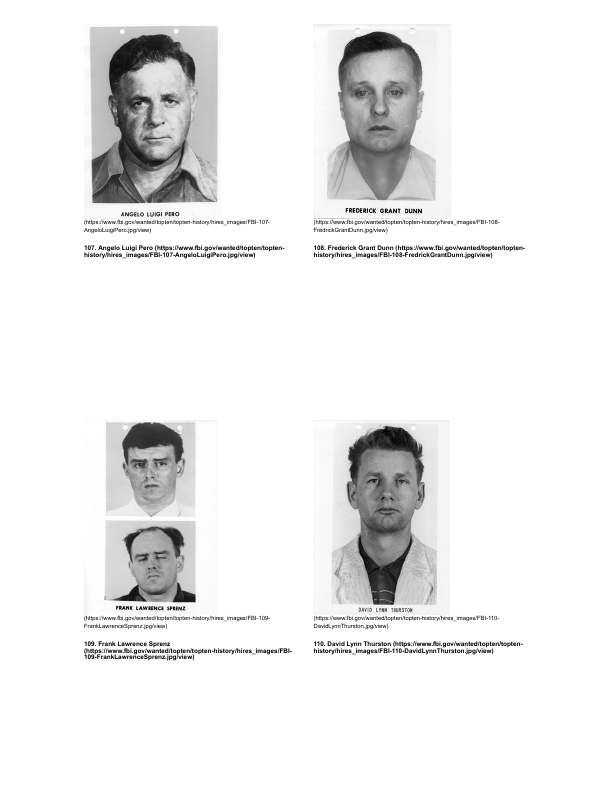 ANGELO LUIGI PERO
(https://www.fbi.gov/wanted/topten/topten-history/hires_images/FBI-107-
AngeloLuigiPero.jpg/view)
107. Angelo Luigi Pero (https://www.fbi.gov/wanted/topten/topten-
history/hires_images/FBI-107-AngeloLuigiPero.jpg/view)
FREDERICK GRANT DUNN
(https://www.fbi.gov/wanted/topten/topten-history/hires_images/FBI-108-
FredrickGrantDunn.jpg/view)
108. Frederick Grant Dunn (https://www.fbi.gov/wanted/topten/topten-
history/hires_images/FBI-108-FredrickGrantDunn.jpg/view)
FRANK LAWRENCE SPRENZ
(https://www.fbi.gov/wanted/topten/topten-history/hires_images/FBI-109-
FrankLawrenceSprenz.jpg/view)
109. Frank Lawrence Sprenz
(https://www.fbi.gov/wanted/topten/topten-history/hires_images/FBI-
109-FrankLawrenceSprenz.jpg/view)
DAVID LYNN THURSTON
(https://www.fbi.gov/wanted/topten/topten-history/hires_images/FBI-110-
DavidLynnThurston.jpg/view)
110. David Lynn Thurston (https://www.fbi.gov/wanted/topten/topten-
history/hires_images/FBI-110-DavidLynnThurston.jpg/view)